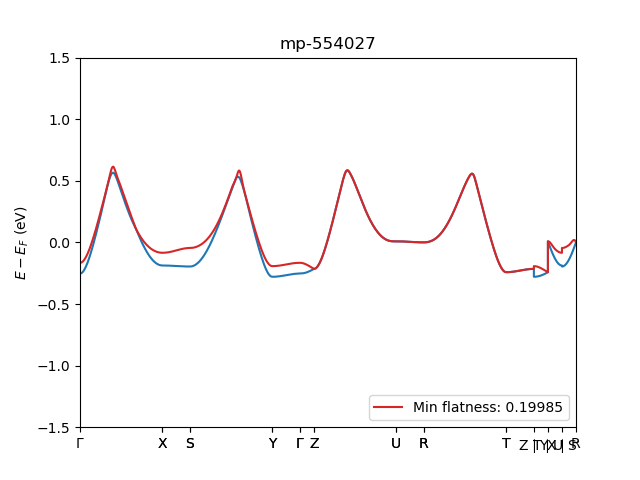 mp-554027
E − E_F (eV)
1.5
1.0
0.5
0.0
−0.5
−1.0
−1.5
Min flatness: 0.19985
Γ X S Y Γ Z U R T Z | T Y | X U | S R